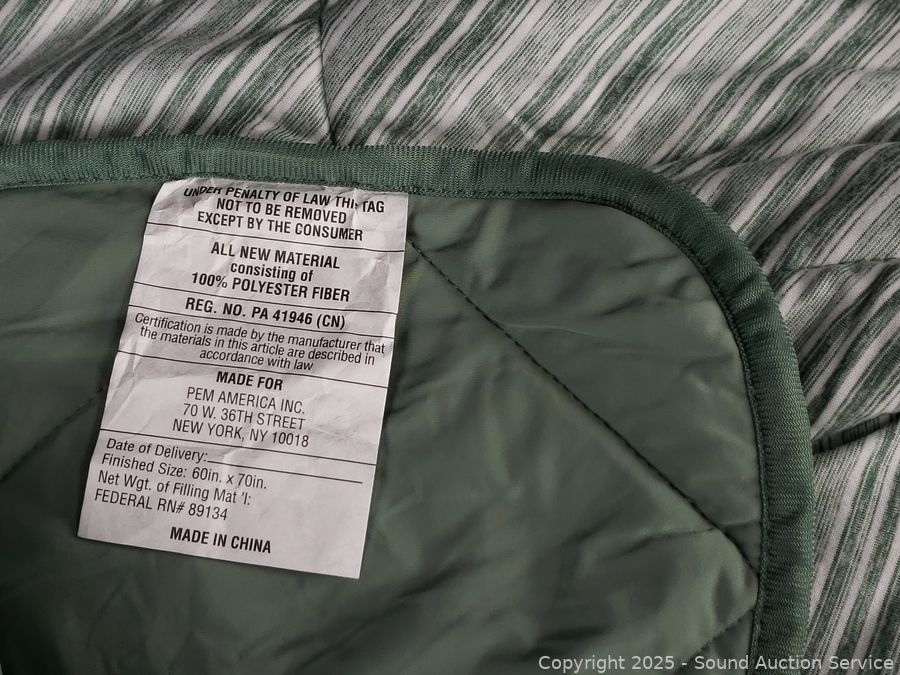 UNDER PENALTY OF LAW THIS TAG
NOT TO BE REMOVED
EXCEPT BY THE CONSUMER
ALL NEW MATERIAL
consisting of
100% POLYESTER FIBER
REG. NO. PA 41946 (CN)
Certification is made by the manufacturer that
the materials in this article are described in
accordance with law
MADE FOR
PEM AMERICA INC.
70 W. 36TH STREET
NEW YORK, NY 10018
Date of Delivery:
Finished Size: 60in. x 70in.
Net Wgt. of Filling Mat 'l:
FEDERAL RN# 89134
MADE IN CHINA
Copyright 2025 - Sound Auction Service